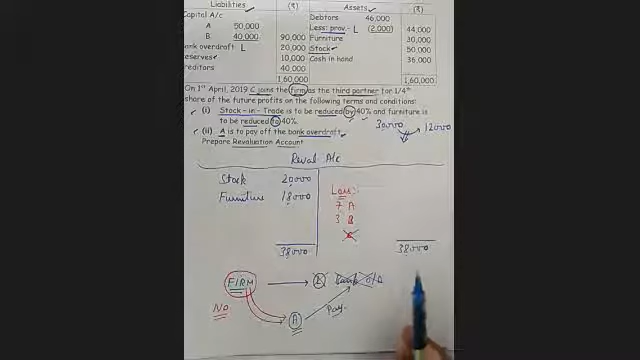 Liabilities (₹) Assets (₹)
Capital A/c Debtors 46,000
A 50,000 Less: prov. L (2,000) 44,000
B. 40,000 90,000 Furniture 30,000
ank overdraft L 20,000 Stock 50,000
eserves 10,000 Cash in hand 36,000
reditors 40,000
1,60,000 1,60,000
On 1st April, 2019 C joins the firm as the third partner for 1/4th
share of the future profits on the following terms and conditions:
(i) Stock-in-Trade is to be reduced by 40% and furniture is
to be reduced to 40%. 30000 12000
(ii) A is to pay off the bank overdraft
Prepare Revaluation Account
Reval A/c
Stock 20000
Furniture 18000 Loss:
7 A
3 B
38000 38000
FIRM L Bank O/D
No A Pay.